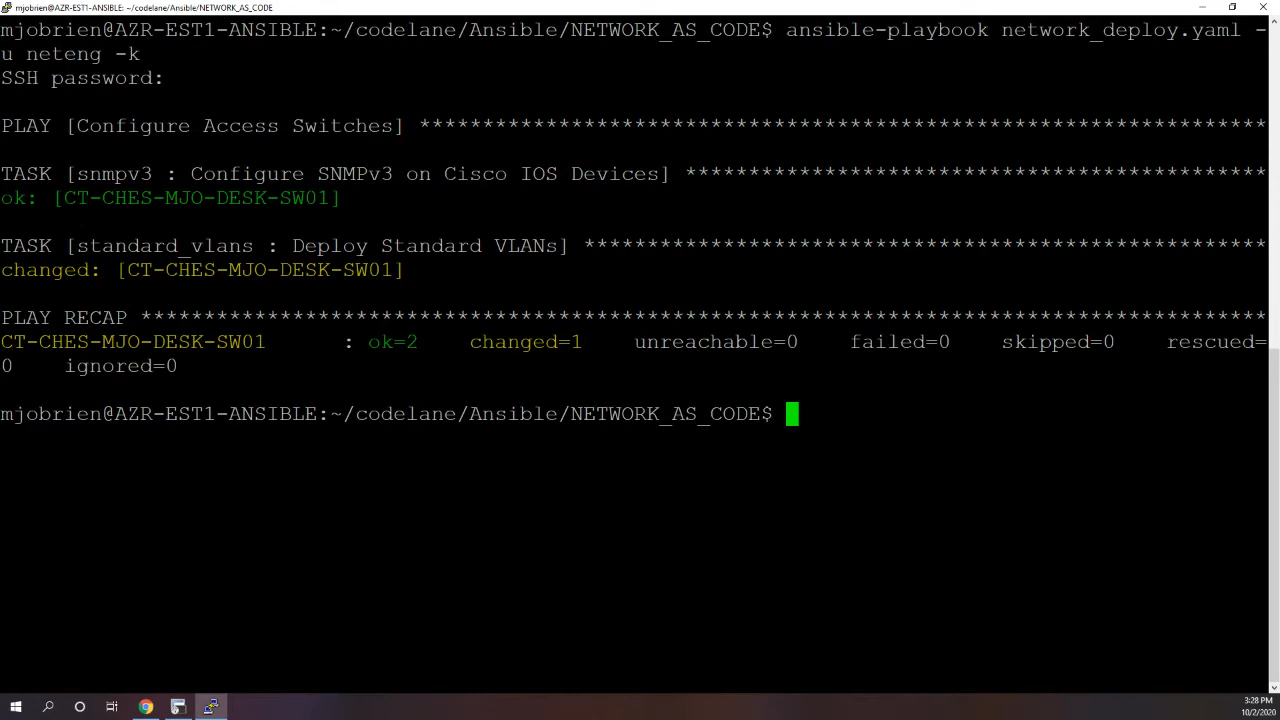 mjobrien@AZR-EST1-ANSIBLE: ~/codelane/Ansible/NETWORK_AS_CODE
mjobrien@AZR-EST1-ANSIBLE:~/codelane/Ansible/NETWORK_AS_CODE$ ansible-playbook network_deploy.yaml -
u neteng -k
SSH password:
PLAY [Configure Access Switches] *******************************************************************
TASK [snmpv3 : Configure SNMPv3 on Cisco IOS Devices] **********************************************
ok: [CT-CHES-MJO-DESK-SW01]
TASK [standard_vlans : Deploy Standard VLANs] ******************************************************
changed: [CT-CHES-MJO-DESK-SW01]
PLAY RECAP *****************************************************************************************
CT-CHES-MJO-DESK-SW01      : ok=2    changed=1    unreachable=0    failed=0    skipped=0    rescued=
0    ignored=0
mjobrien@AZR-EST1-ANSIBLE:~/codelane/Ansible/NETWORK_AS_CODE$
3:28 PM
10/2/2020